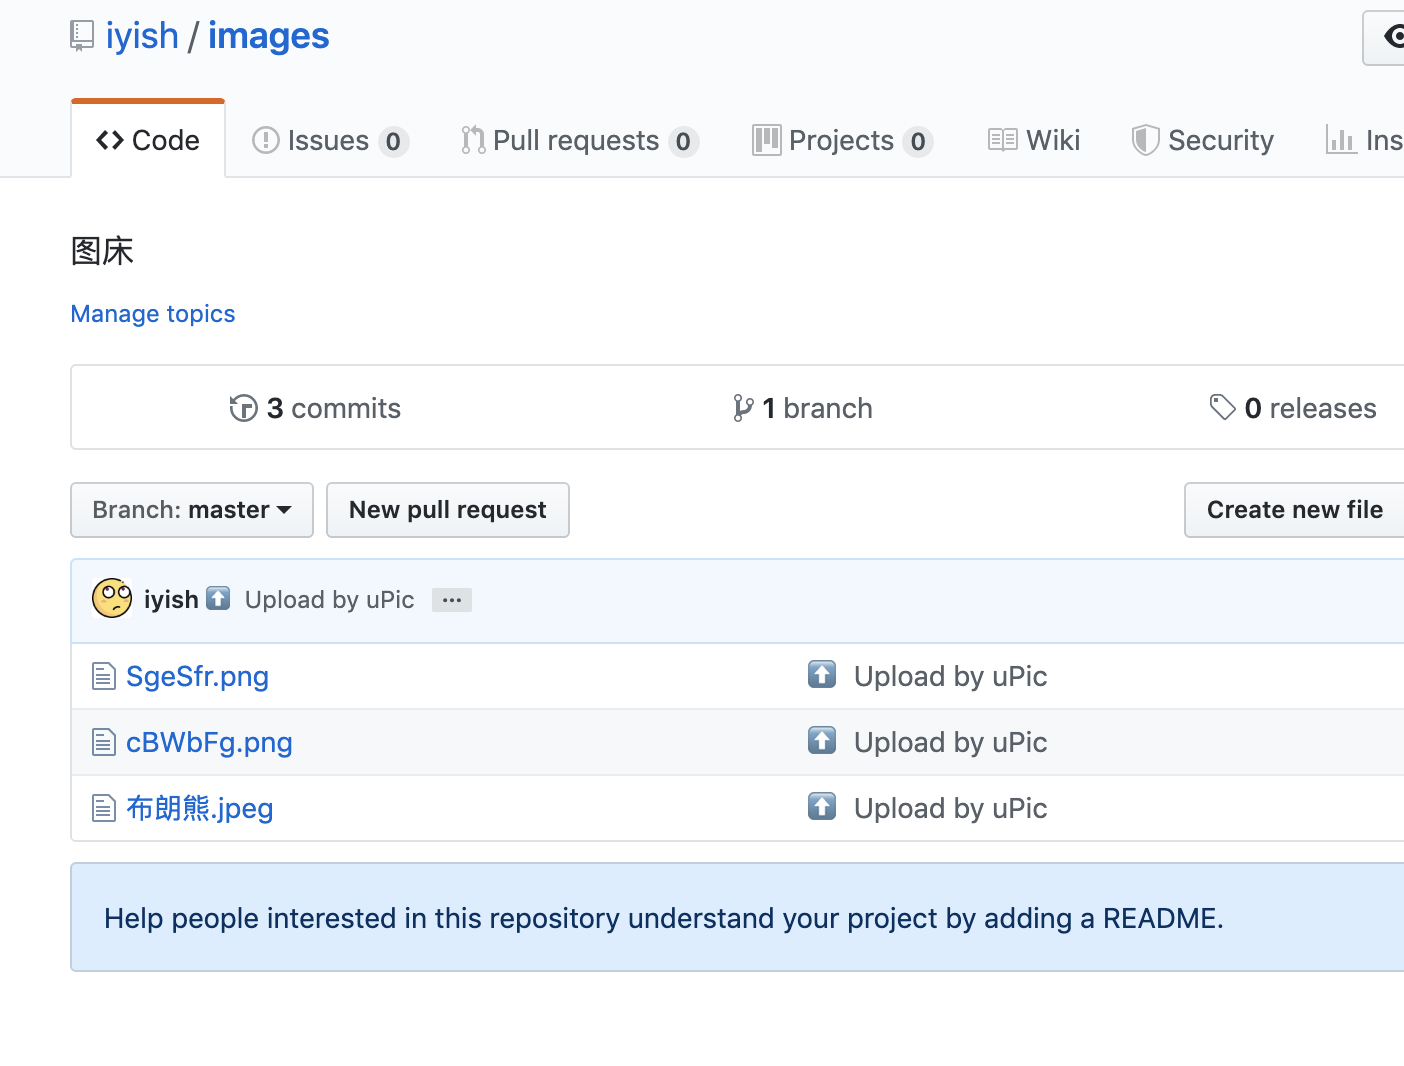 iyish / images
Code Issues 0 Pull requests 0 Projects 0 Wiki Security Ins
图床
Manage topics
3 commits 1 branch 0 releases
Branch: master New pull request Create new file
iyish ⬆ Upload by uPic ...
SgeSfr.png ⬆ Upload by uPic
cBWbFg.png ⬆ Upload by uPic
布朗熊.jpeg ⬆ Upload by uPic
Help people interested in this repository understand your project by adding a README.